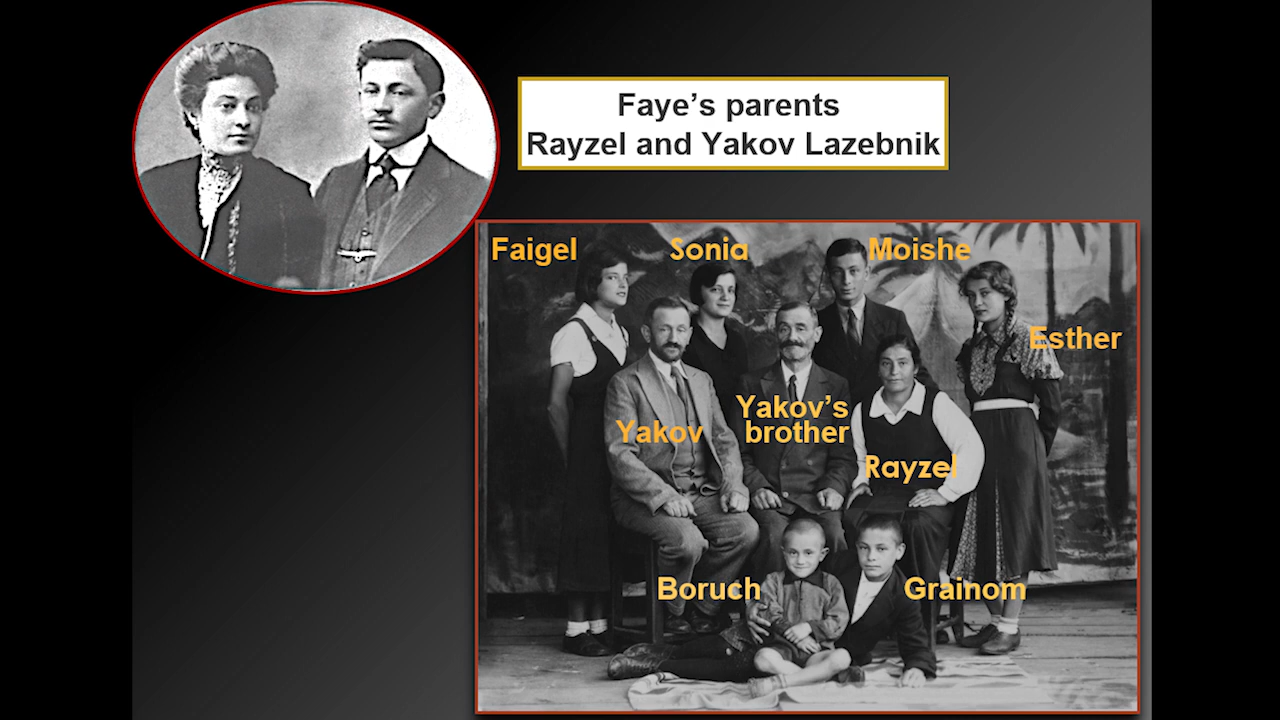 Faye's parents
Rayzel and Yakov Lazebnik
Faigel
Sonia
Moishe
Esther
Yakov's
brother
Yakov
Rayzel
Boruch
Grainom